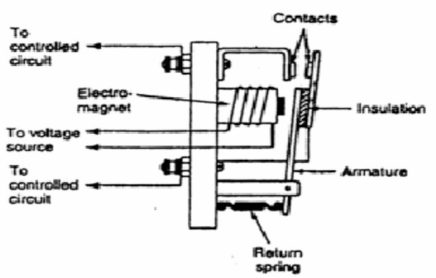 Contacts
To
controlled
circuit
Electro-
magnet
Insulation
To voltage
source
To
controlled
circuit
Armature
Return
spring